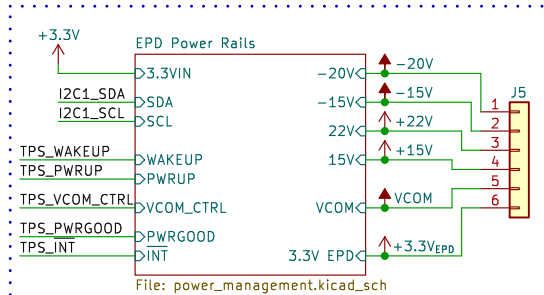 EPD Power Rails
+3.3V
3.3VIN
-20V
-20V
J5
I2C1_SDA
SDA
-15V
-15V
1
I2C1_SCL
SCL
22V
+22V
2
3
TPS_WAKEUP
WAKEUP
15V
+15V
4
TPS_PWRUP
PWRUP
5
TPS_VCOM_CTRL
VCOM_CTRL
VCOM
VCOM
6
TPS_PWRGOOD
PWRGOOD
TPS_INT
INT
3.3V EPD
+3.3VEPD
File: power_management.kicad_sch